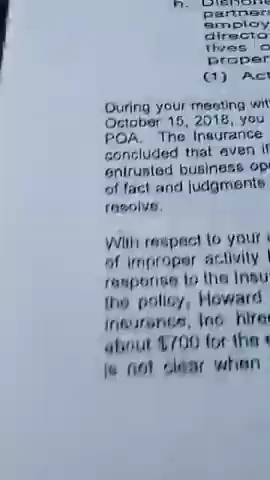 h. Dishone
partners
employ
directo
tives o
proper
(1) Act
During your meeting wit
October 15, 2018, you
POA. The Insurance
concluded that even if
entrusted business op
of fact and judgments
resolve.
With respect to your
of improper activity
response to the Insu
the policy, Howard
Insurance, Inc hire
about $700 for the
is not clear when